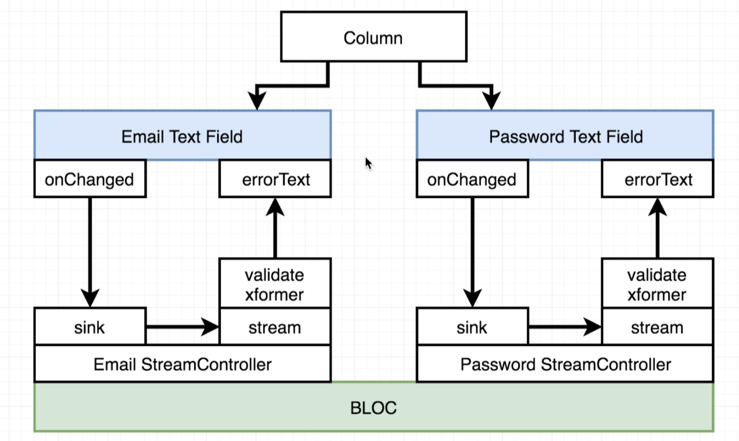 Column
Email Text Field
Password Text Field
onChanged
errorText
onChanged
errorText
validate
xformer
validate
xformer
sink
stream
sink
stream
Email StreamController
Password StreamController
BLOC